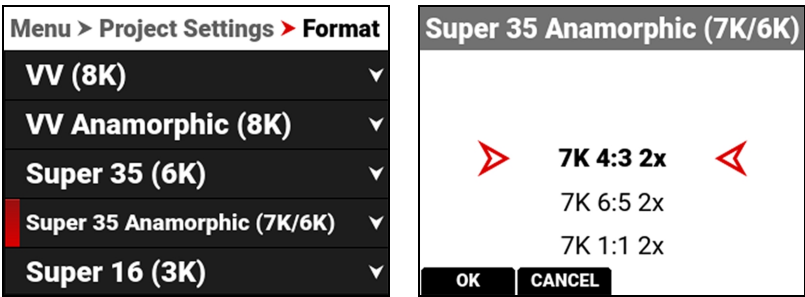 Menu > Project Settings > Format
VV (8K)
VV Anamorphic (8K)
Super 35 (6K)
Super 35 Anamorphic (7K/6K)
Super 16 (3K)
Super 35 Anamorphic (7K/6K)
7K 4:3 2x
7K 6:5 2x
7K 1:1 2x
OK CANCEL